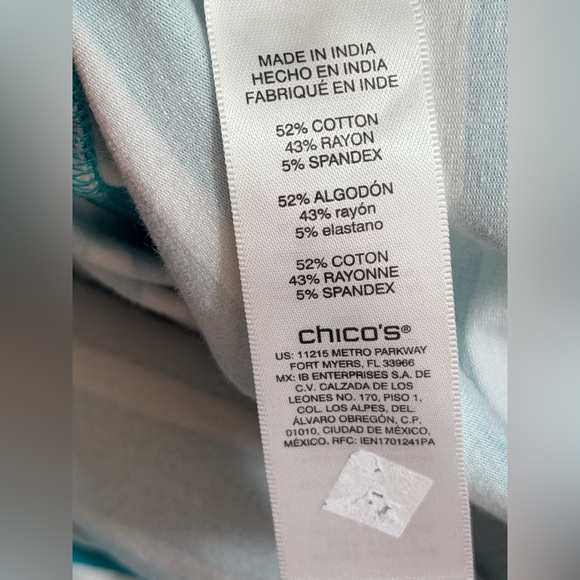 MADE IN INDIA
HECHO EN INDIA
FABRIQUÉ EN INDE
52% COTTON
43% RAYON
5% SPANDEX
52% ALGODÓN
43% rayón
5% elastano
52% COTON
43% RAYONNE
5% SPANDEX
chico's®
US: 11215 METRO PARKWAY
FORT MYERS, FL 33966
MX: IB ENTERPRISES S.A. DE
C.V. CALZADA DE LOS
LEONES NO. 170, PISO 1,
COL. LOS ALPES, DEL.
ÁLVARO OBREGÓN, C.P.
01010, CIUDAD DE MÉXICO,
MÉXICO. RFC: IEN1701241PA